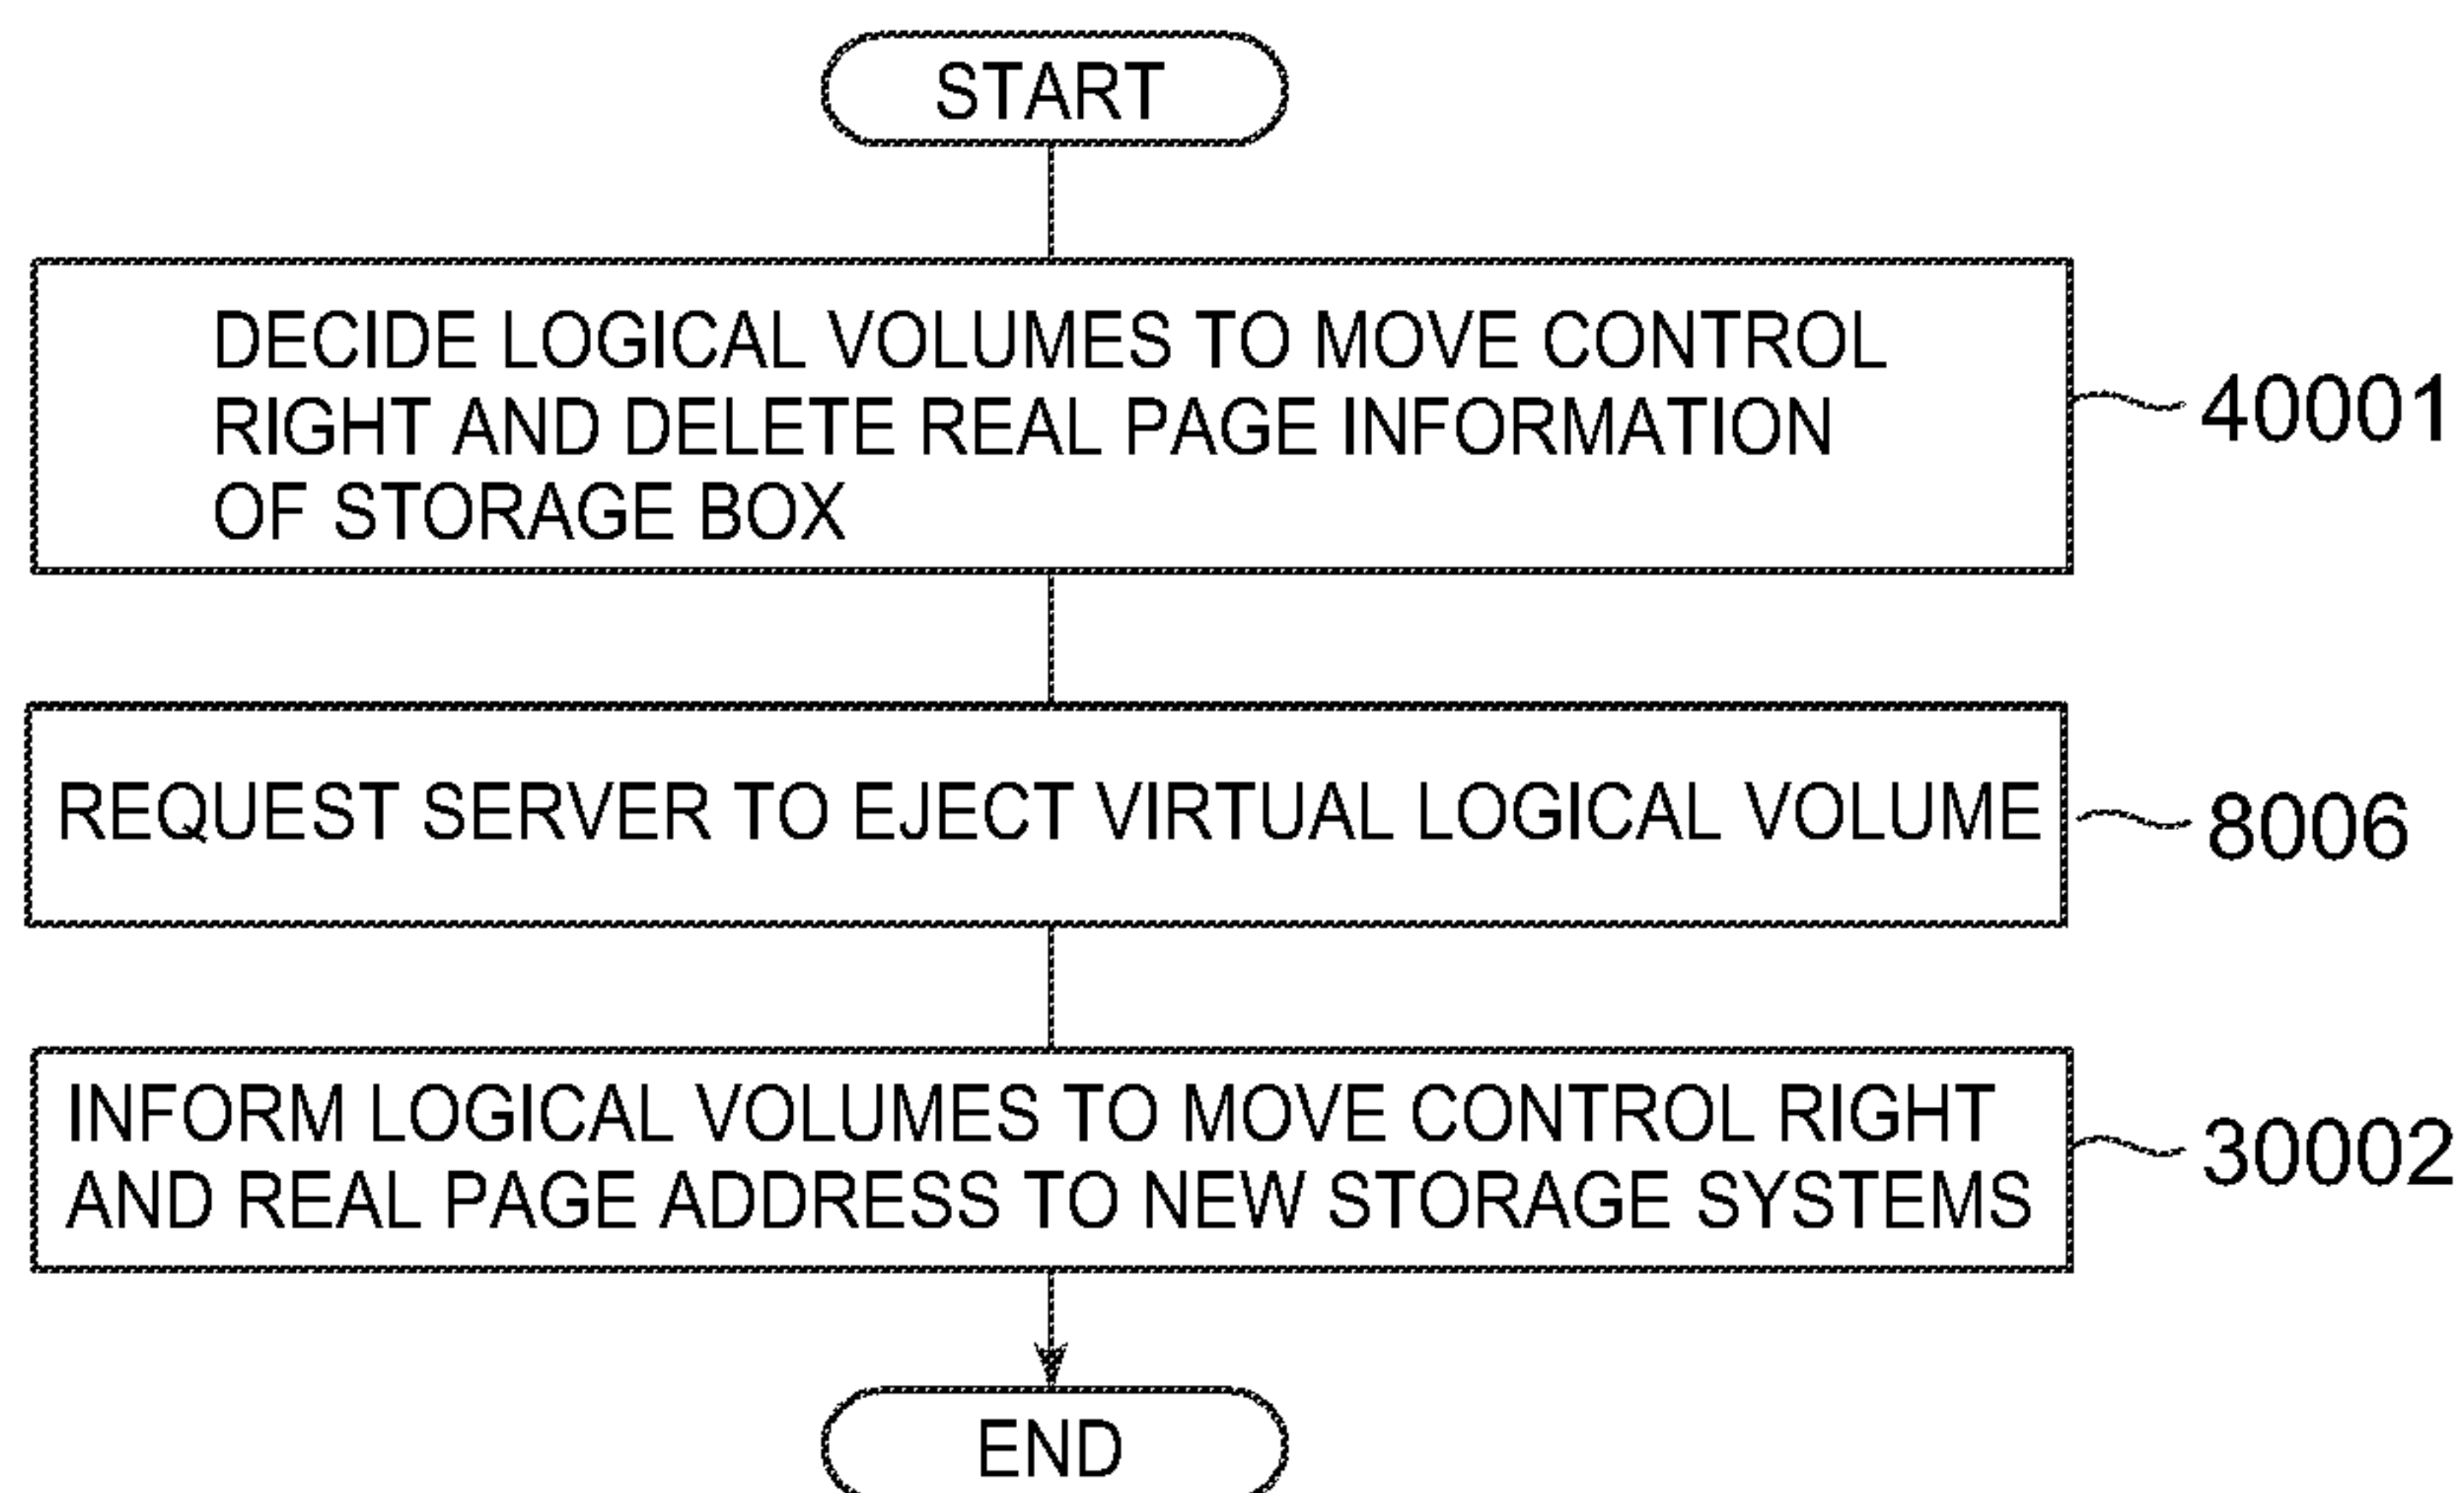 START
DECIDE LOGICAL VOLUMES TO MOVE CONTROL
RIGHT AND DELETE REAL PAGE INFORMATION
OF STORAGE BOX
40001
REQUEST SERVER TO EJECT VIRTUAL LOGICAL VOLUME
8006
INFORM LOGICAL VOLUMES TO MOVE CONTROL RIGHT
AND REAL PAGE ADDRESS TO NEW STORAGE SYSTEMS
30002
END